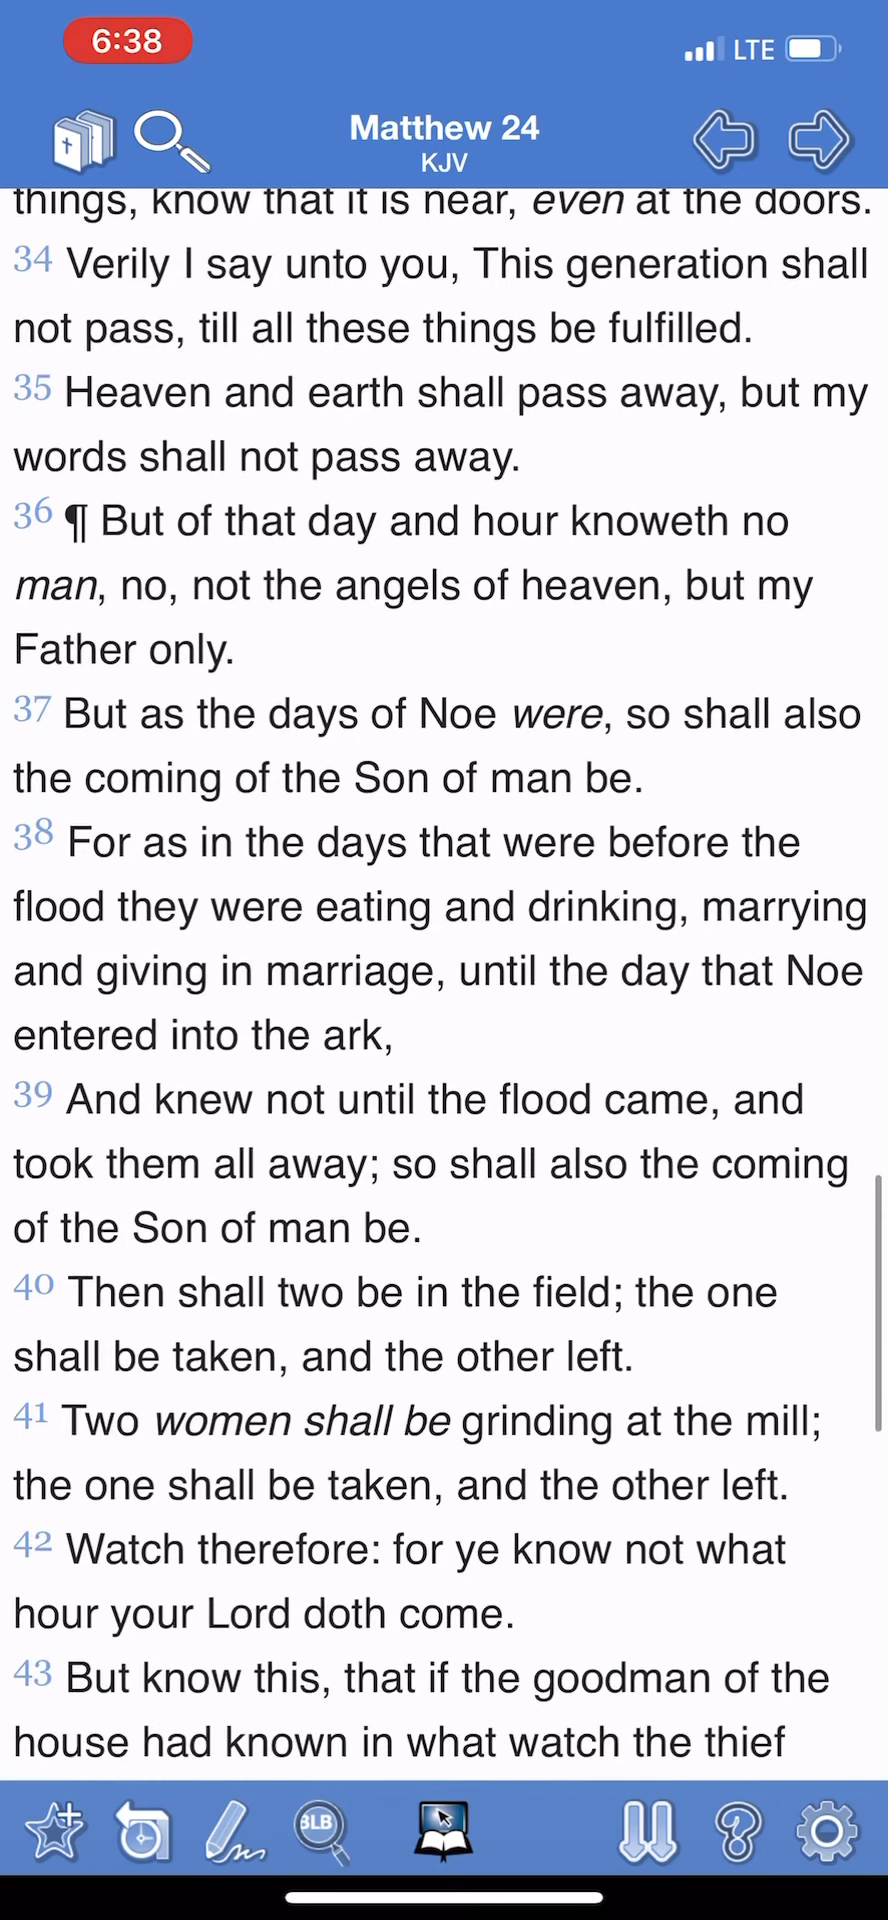 6:38
LTE
Matthew 24
KJV
things, know that it is near, even at the doors.
34 Verily I say unto you, This generation shall
not pass, till all these things be fulfilled.
35 Heaven and earth shall pass away, but my
words shall not pass away.
36 ¶ But of that day and hour knoweth no
man, no, not the angels of heaven, but my
Father only.
37 But as the days of Noe were, so shall also
the coming of the Son of man be.
38 For as in the days that were before the
flood they were eating and drinking, marrying
and giving in marriage, until the day that Noe
entered into the ark,
39 And knew not until the flood came, and
took them all away; so shall also the coming
of the Son of man be.
40 Then shall two be in the field; the one
shall be taken, and the other left.
41 Two women shall be grinding at the mill;
the one shall be taken, and the other left.
42 Watch therefore: for ye know not what
hour your Lord doth come.
43 But know this, that if the goodman of the
house had known in what watch the thief
BLB